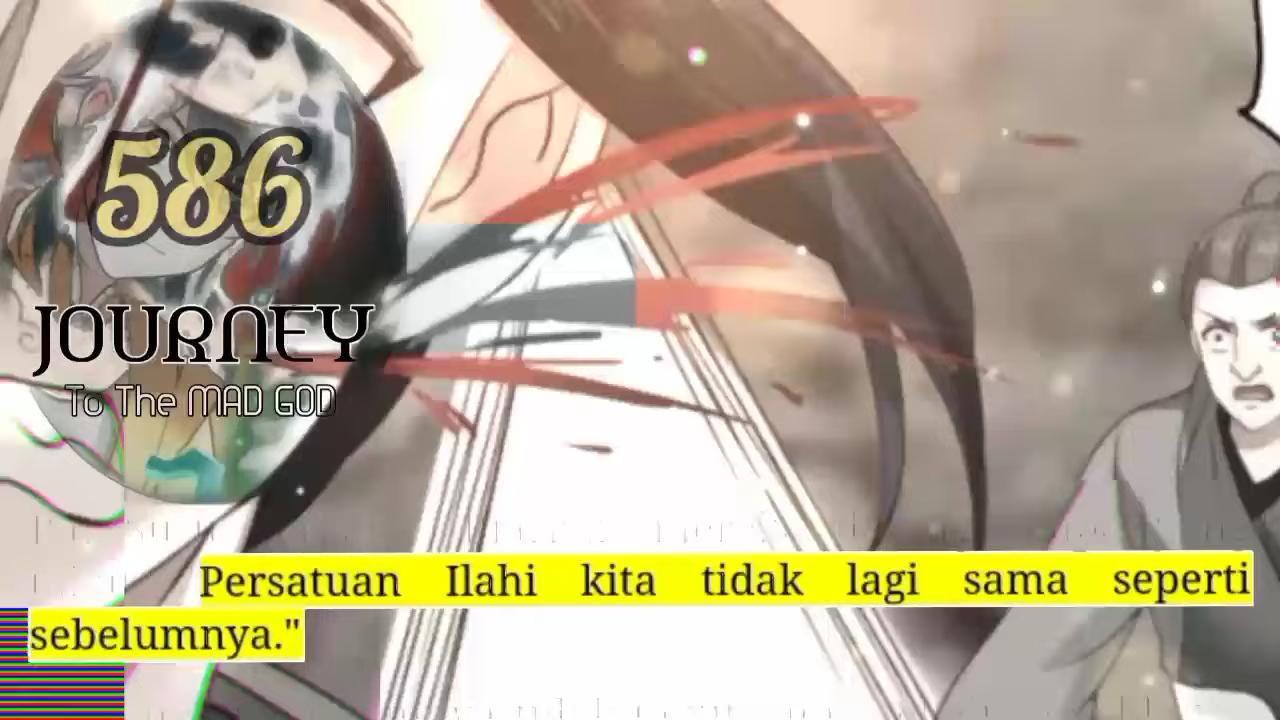 586
JOURNEY
To The MAD GOD
Persatuan Ilahi kita tidak lagi sama seperti
sebelumnya."